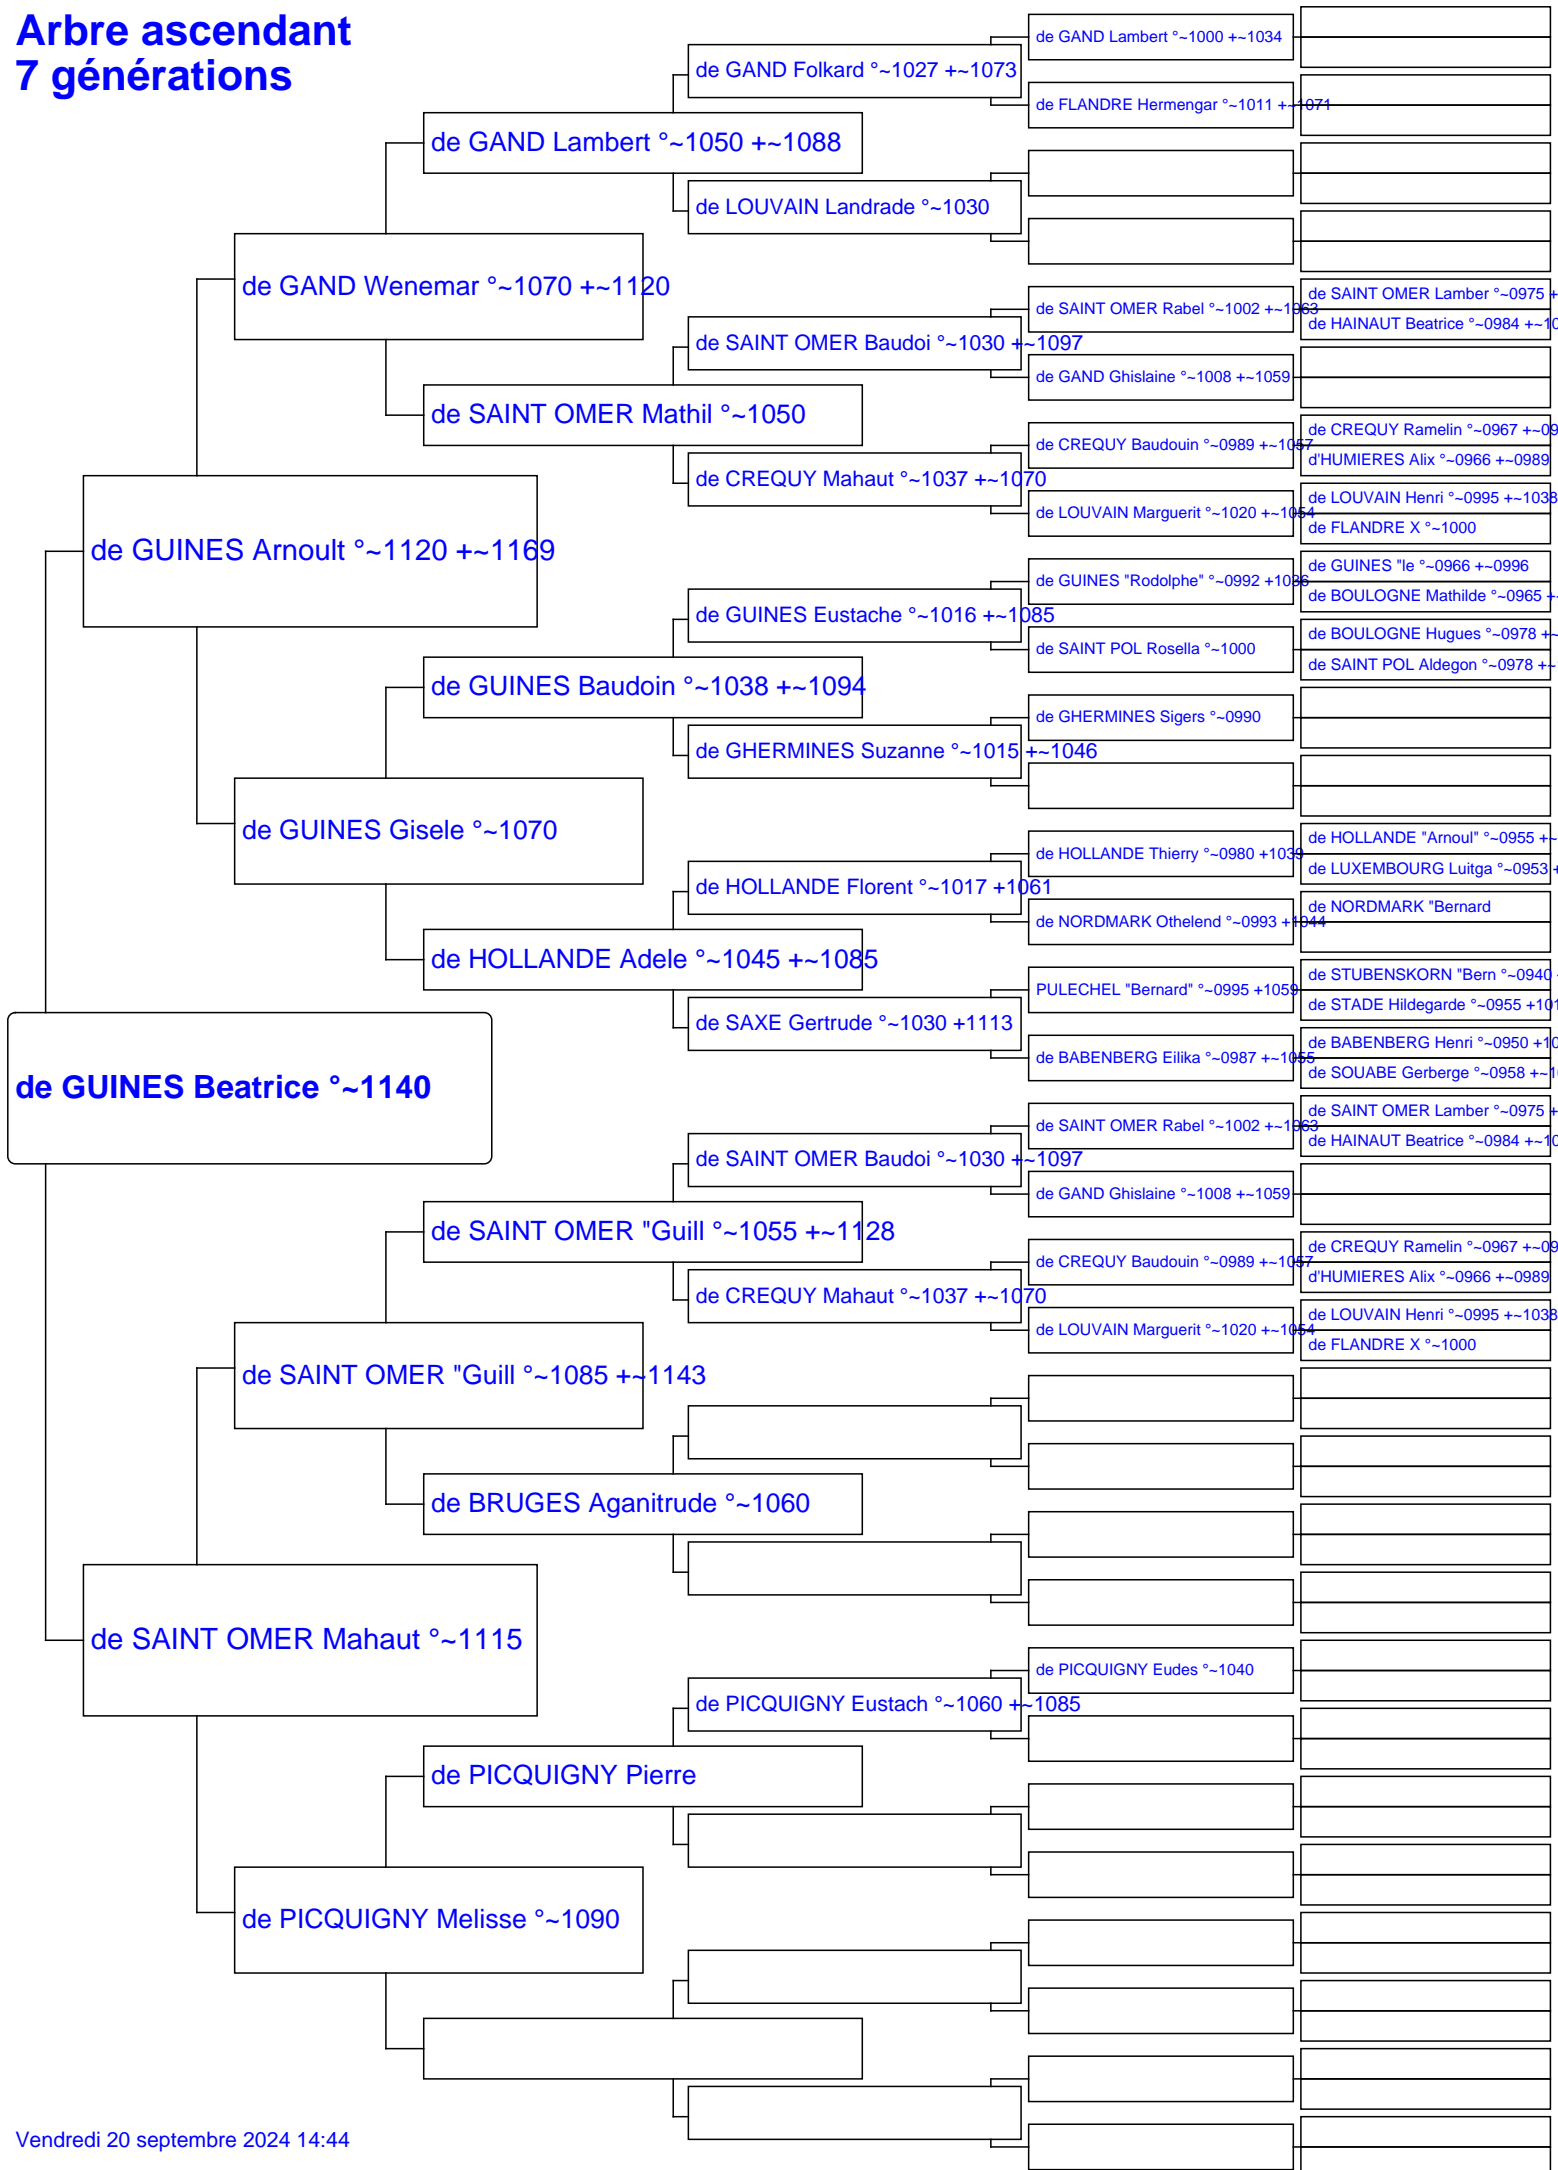 Arbre ascendant
7 générations
de GUINES Beatrice °~1140
de GUINES Arnoult °~1120 +~1169
de SAINT OMER Mahaut °~1115
de GAND Wenemar °~1070 +~1120
de GUINES Gisele °~1070
de SAINT OMER "Guill °~1085 +~1143
de PICQUIGNY Melisse °~1090
de GAND Lambert °~1050 +~1088
de SAINT OMER Mathil °~1050
de GUINES Baudoin °~1038 +~1094
de HOLLANDE Adele °~1045 +~1085
de SAINT OMER "Guill °~1055 +~1128
de BRUGES Aganitrude °~1060
de PICQUIGNY Pierre
de GAND Folkard °~1027 +~1073
de LOUVAIN Landrade °~1030
de SAINT OMER Baudoi °~1030 +~1097
de CREQUY Mahaut °~1037 +~1070
de GUINES Eustache °~1016 +~1085
de GHERMINES Suzanne °~1015 +~1046
de HOLLANDE Florent °~1017 +1061
de SAXE Gertrude °~1030 +1113
de SAINT OMER Baudoi °~1030 +~1097
de CREQUY Mahaut °~1037 +~1070
de PICQUIGNY Eustach °~1060 +~1085
de GAND Lambert °~1000 +~1034
de FLANDRE Hermengar °~1011 +~1071
de SAINT OMER Rabel °~1002 +~1063
de GAND Ghislaine °~1008 +~1059
de CREQUY Baudouin °~0989 +~1057
de LOUVAIN Marguerit °~1020 +~1054
de GUINES "Rodolphe" °~0992 +1036
de SAINT POL Rosella °~1000
de GHERMINES Sigers °~0990
de HOLLANDE Thierry °~0980 +1039
de NORDMARK Othelend °~0993 +1044
PULECHEL "Bernard" °~0995 +1059
de BABENBERG Eilika °~0987 +~1055
de SAINT OMER Rabel °~1002 +~1063
de GAND Ghislaine °~1008 +~1059
de CREQUY Baudouin °~0989 +~1057
de LOUVAIN Marguerit °~1020 +~1054
de PICQUIGNY Eudes °~1040
de SAINT OMER Lamber °~0975 +
de HAINAUT Beatrice °~0984 +~10
de CREQUY Ramelin °~0967 +~09
d'HUMIERES Alix °~0966 +~0989
de LOUVAIN Henri °~0995 +~1038
de FLANDRE X °~1000
de GUINES "le °~0966 +~0996
de BOULOGNE Mathilde °~0965 +
de BOULOGNE Hugues °~0978 +~
de SAINT POL Aldegon °~0978 +~
de HOLLANDE "Arnoul" °~0955 +~
de LUXEMBOURG Luitga °~0953 +
de NORDMARK "Bernard
de STUBENSKORN "Bern °~0940
de STADE Hildegarde °~0955 +101
de BABENBERG Henri °~0950 +10
de SOUABE Gerberge °~0958 +~1
de SAINT OMER Lamber °~0975 +
de HAINAUT Beatrice °~0984 +~10
de CREQUY Ramelin °~0967 +~09
d'HUMIERES Alix °~0966 +~0989
de LOUVAIN Henri °~0995 +~1038
de FLANDRE X °~1000
Vendredi 20 septembre 2024 14:44